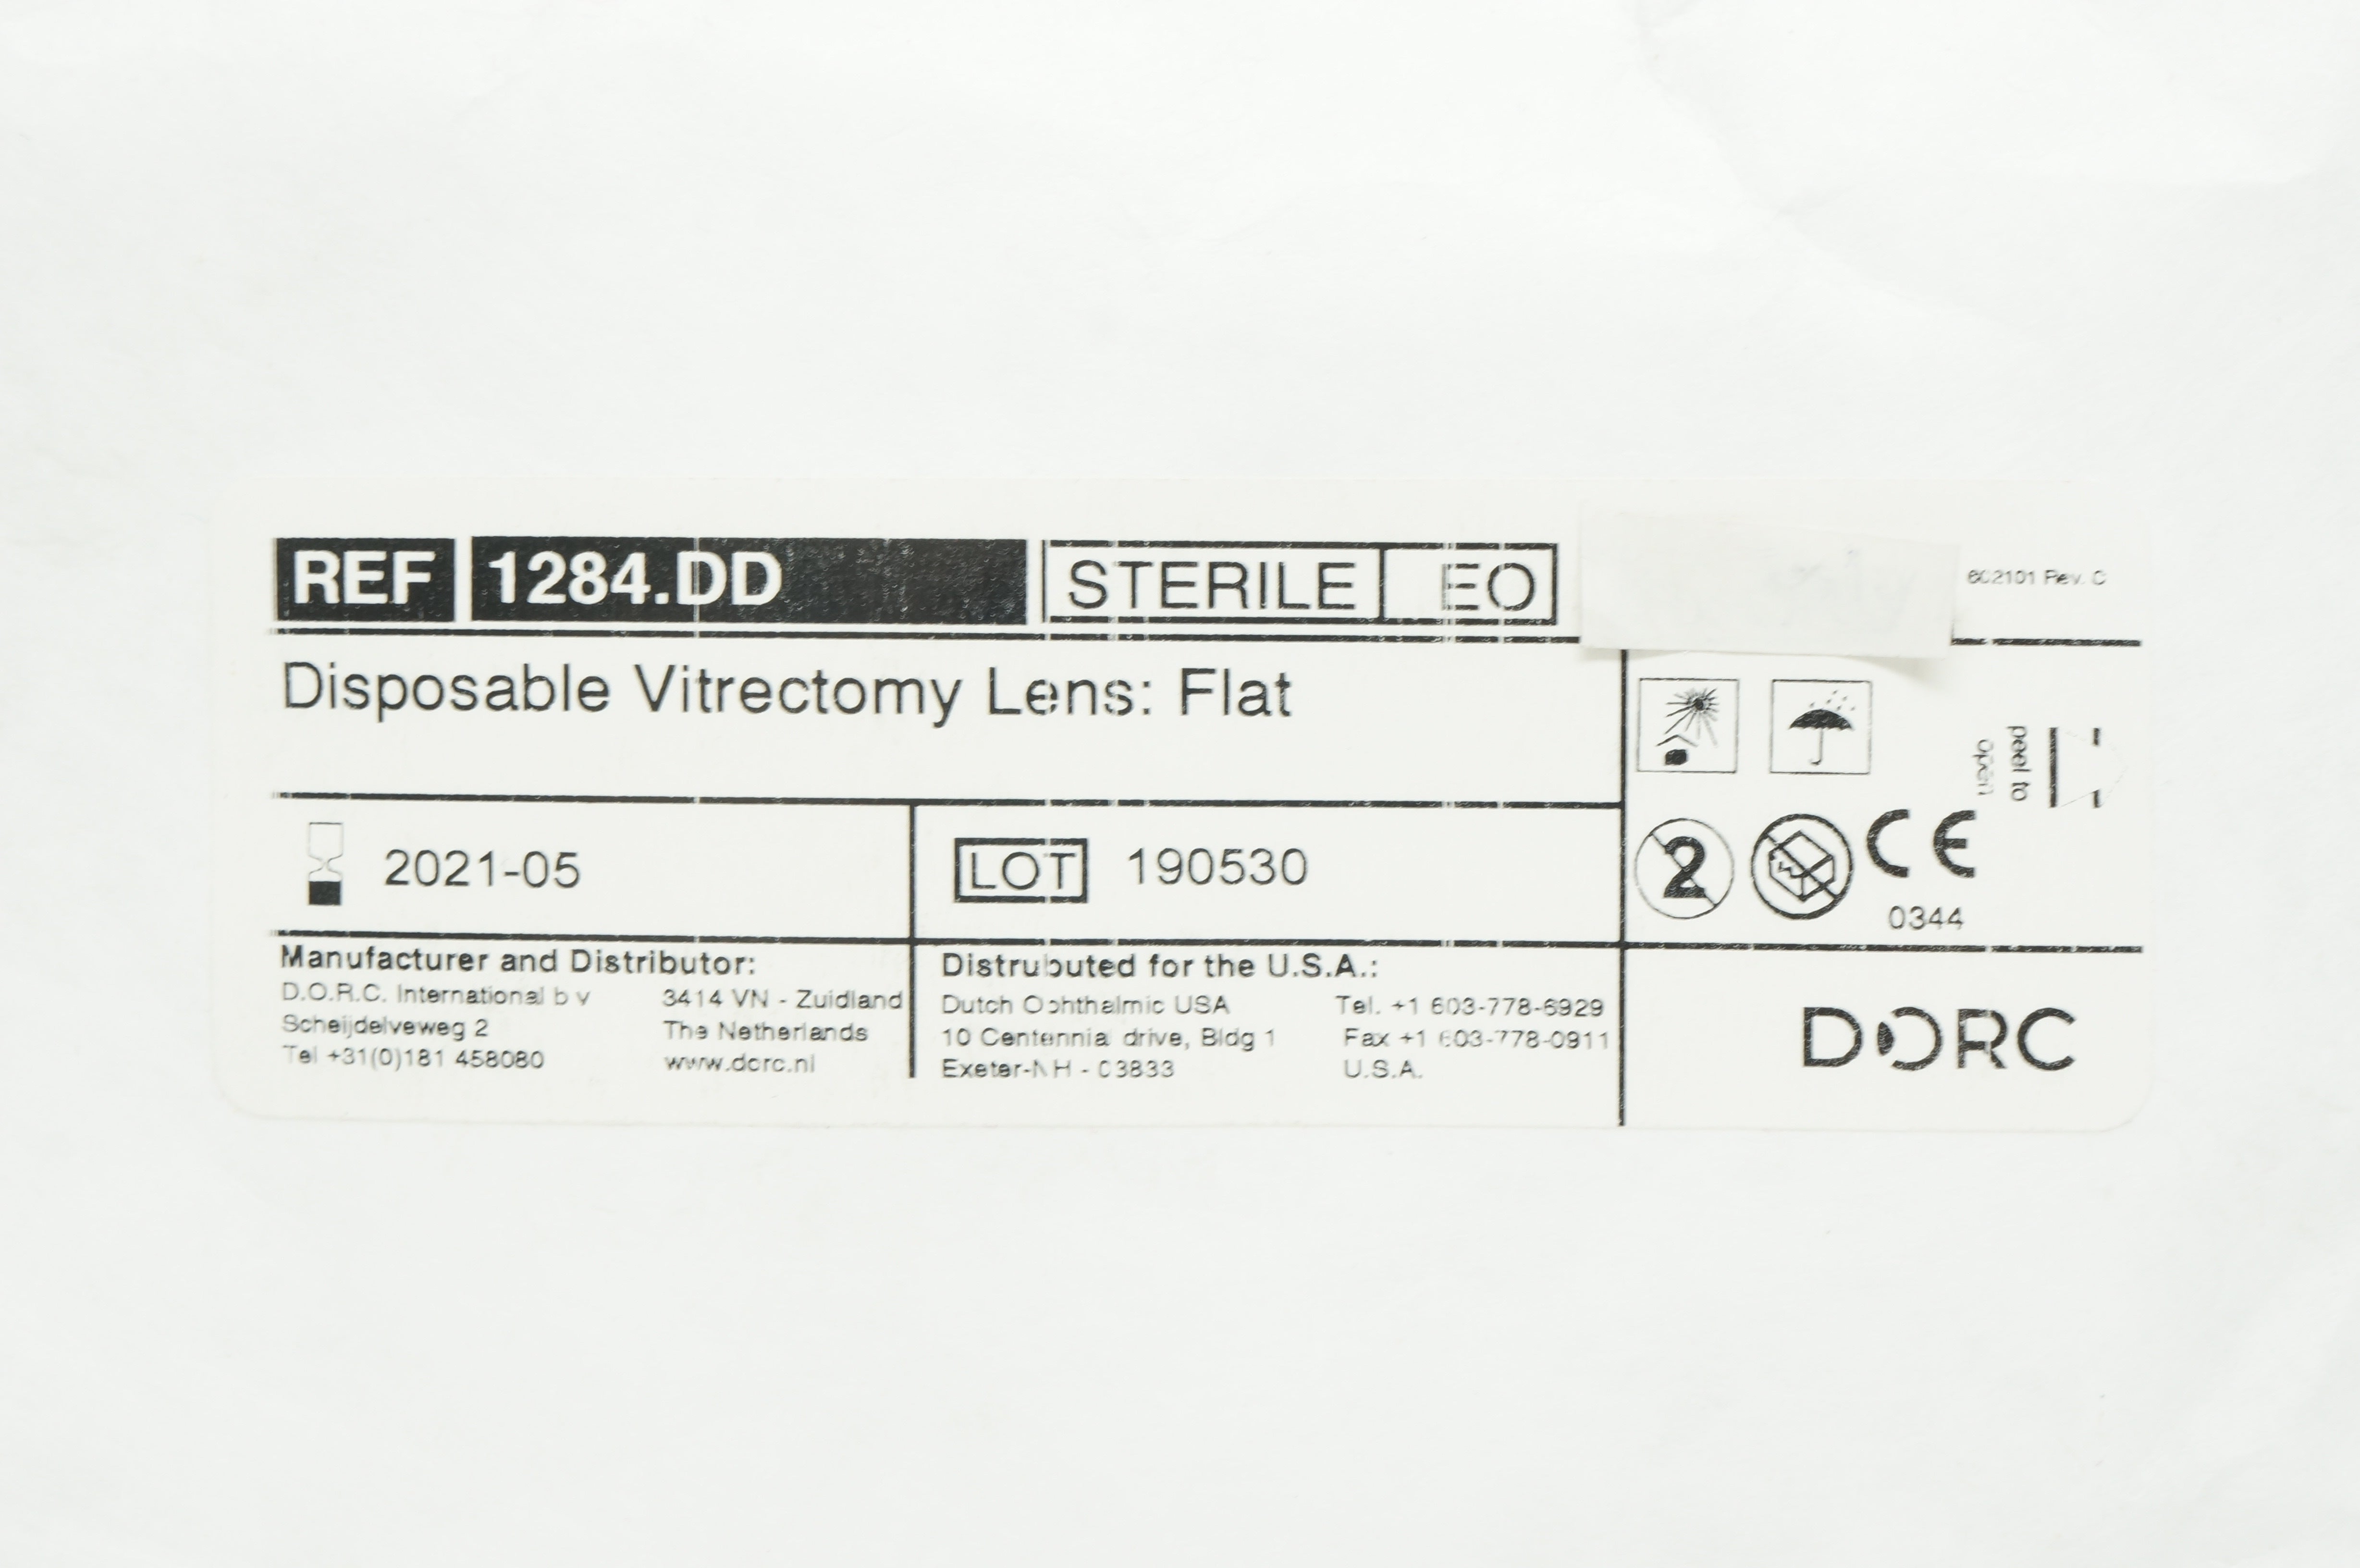 REF 1284.DD STERILE EO
602101 Rev. C
Disposable Vitrectomy Lens: Flat
peel to
open
2021-05
LOT 190530
2
CE
0344
Manufacturer and Distributor:
D.O.R.C. International b v
Scheijdelveweg 2
Tel +31(0)181 458080
3414 VN - Zuidland
The Netherlands
www.dorc.nl
Distrubuted for the U.S.A.:
Dutch Ophthalmic USA
10 Centennial drive, Bldg 1
Exeter-NH - 03833
Tel. +1 603-778-6929
Fax +1 603-778-0911
U.S.A.
DORC